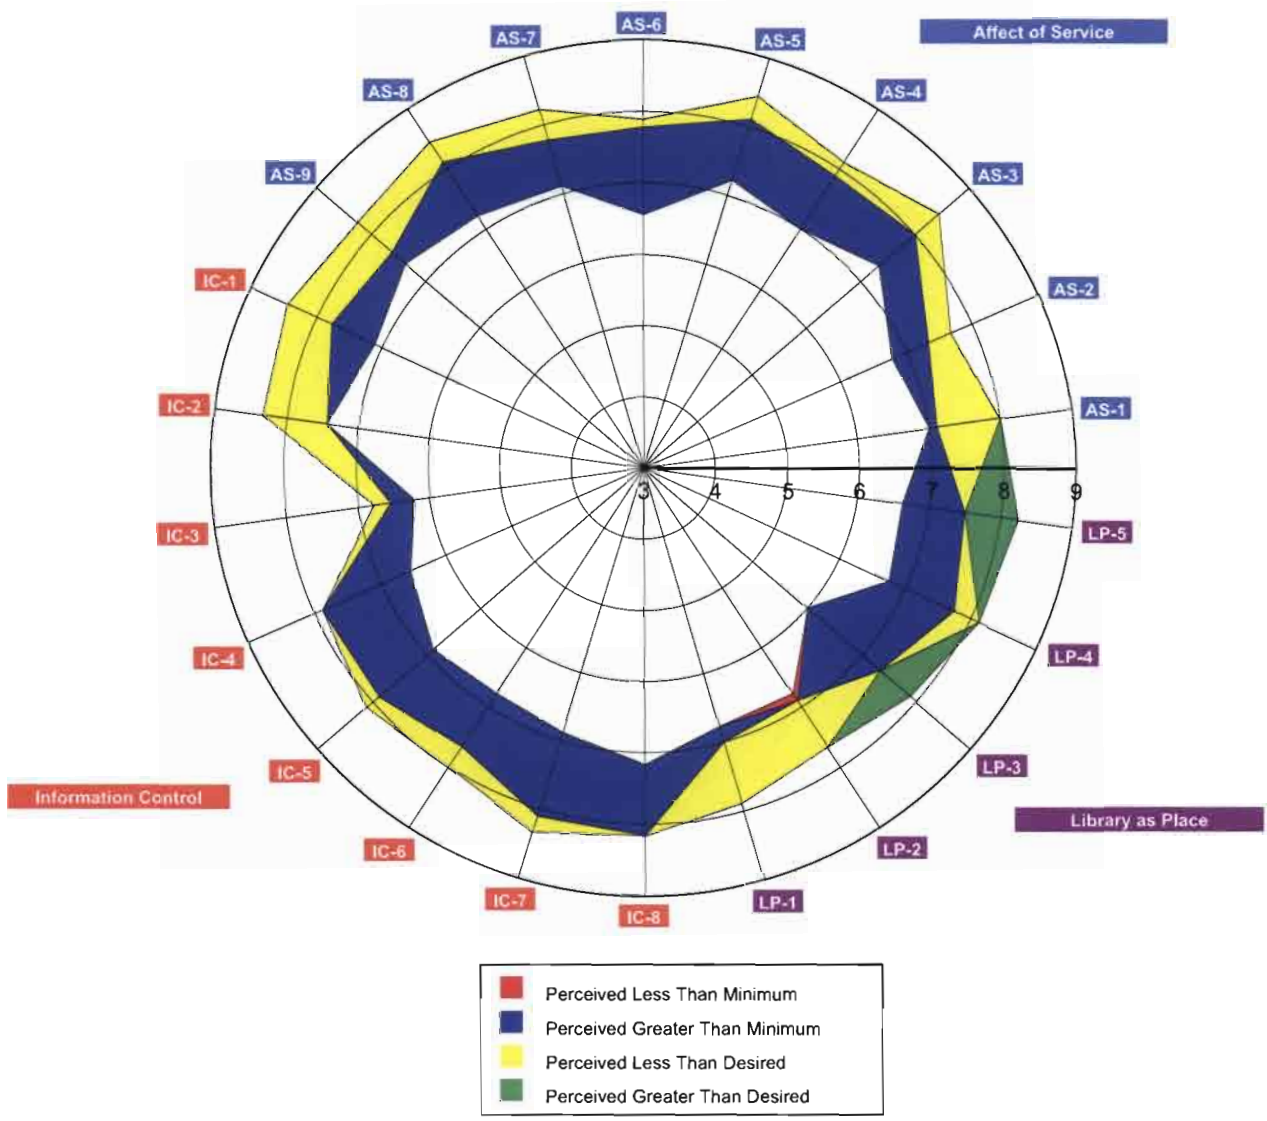 AS-6
AS-7
AS-5
Affect of Service
AS-8
AS-4
AS-9
AS-3
IC-1
AS-2
IC-2
AS-1
3 4 5 6 7 8 9
IC-3
LP-5
IC-4
LP-4
IC-5
LP-3
Information Control
Library as Place
IC-6
LP-2
IC-7
LP-1
IC-8
Perceived Less Than Minimum
Perceived Greater Than Minimum
Perceived Less Than Desired
Perceived Greater Than Desired